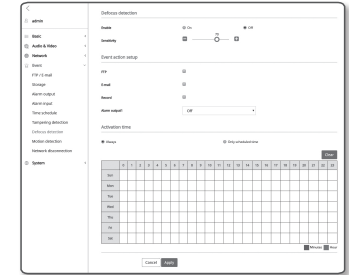 admin
Basic
Audio & Video
Network
Event
FTP / E-mail
Storage
Alarm output
Alarm input
Time schedule
Tampering detection
Defocus detection
Motion detection
Network disconnection
System
Defocus detection
Enable
On
Off
Sensitivity
Event action setup
FTP
E-mail
Record
Alarm output1
Off
Activation time
Always
Only scheduled time
Clear
0 1 2 3 4 5 6 7 8 9 10 11 12 13 14 15 16 17 18 19 20 21 22 23
Sun
Mon
Tue
Wed
Thu
Fri
Sat
Minutes
Hour
Cancel
Apply